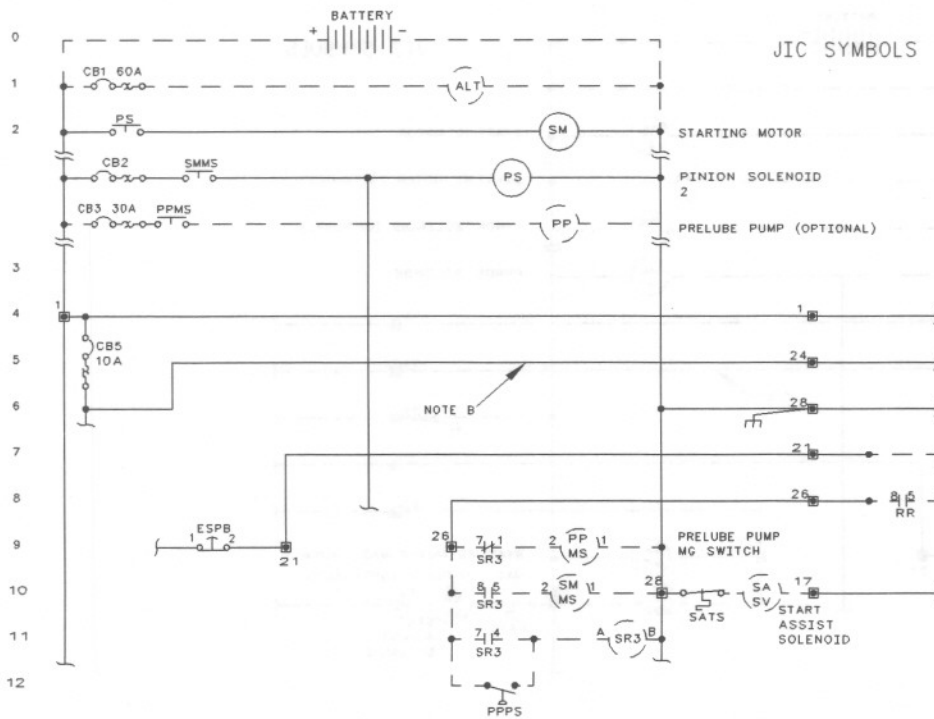 BATTERY
0 + -
JIC SYMBOLS
CB1 60A
1 ALT
PS
2 SM STARTING MOTOR
CB2 SMMS
PS PINION SOLENOID
2
CB3 30A PPMS
PP PRELUBE PUMP (OPTIONAL)
3
4 1 1
CB5
10A
5 24
NOTE B
6 28
7 21
8 26 8 5
RR
ESPB
1 2
9 21
26 7 1
SR3
2 PP 1
MS
PRELUBE PUMP
MG SWITCH
10 8 5
SR3
2 SM 1
MS
28
SATS
SA
SV
17
START
ASSIST
SOLENOID
11 7 4
SR3
A SR3 B
12
PPPS